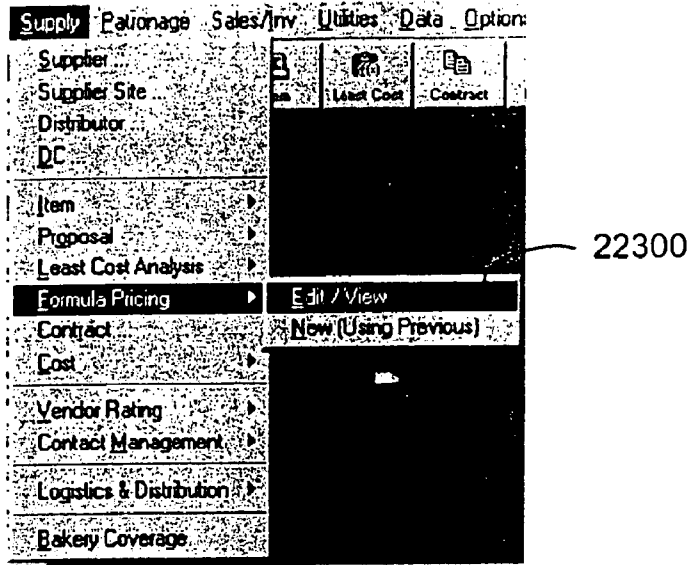 Supply Patronage Sales/Inv Utilities Data Option
Supplier ...
Supplier Site ...
Distributor ...
DC
Least Cost Contract
Item
Proposal
Least Cost Analysis
Formula Pricing
Edit / View
22300
New (Using Previous)
Contract
Cost
Vendor Rating
Contact Management
Logistics & Distribution
Bakery Coverage